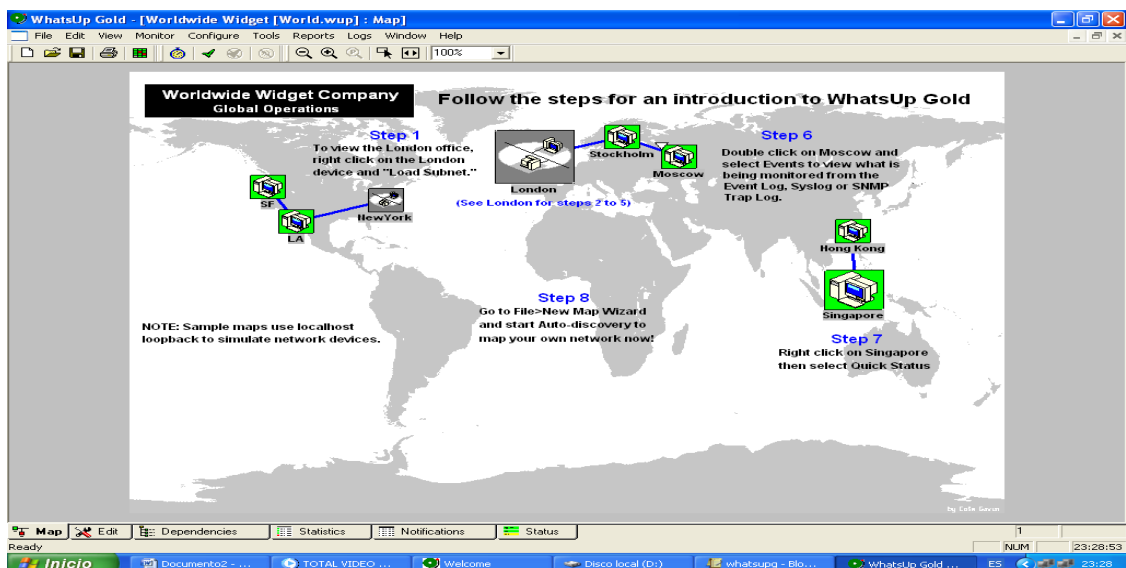 WhatsUp Gold - [Worldwide Widget [World.wup] : Map]
File Edit View Monitor Configure Tools Reports Logs Window Help
100%
Worldwide Widget Company
Global Operations
Follow the steps for an introduction to WhatsUp Gold
Step 1
To view the London office,
right click on the London
device and "Load Subnet."
London
Stockholm
Moscow
(See London for steps 2 to 5)
Step 6
Double click on Moscow and
select Events to view what is
being monitored from the
Event Log, Syslog or SNMP
Trap Log.
SF
LA
NewYork
Hong Kong
Singapore
Step 7
Right click on Singapore
then select Quick Status
Step 8
Go to File>New Map Wizard
and start Auto-discovery to
map your own network now!
NOTE: Sample maps use localhost
loopback to simulate network devices.
Map Edit Dependencies Statistics Notifications Status
1
Ready
NUM 23:28:53
Inicio Documento2 - ... TOTAL VIDEO ... Welcome Disco local (D:) whatsupg - Blo... WhatsUp Gold ... ES 23:28